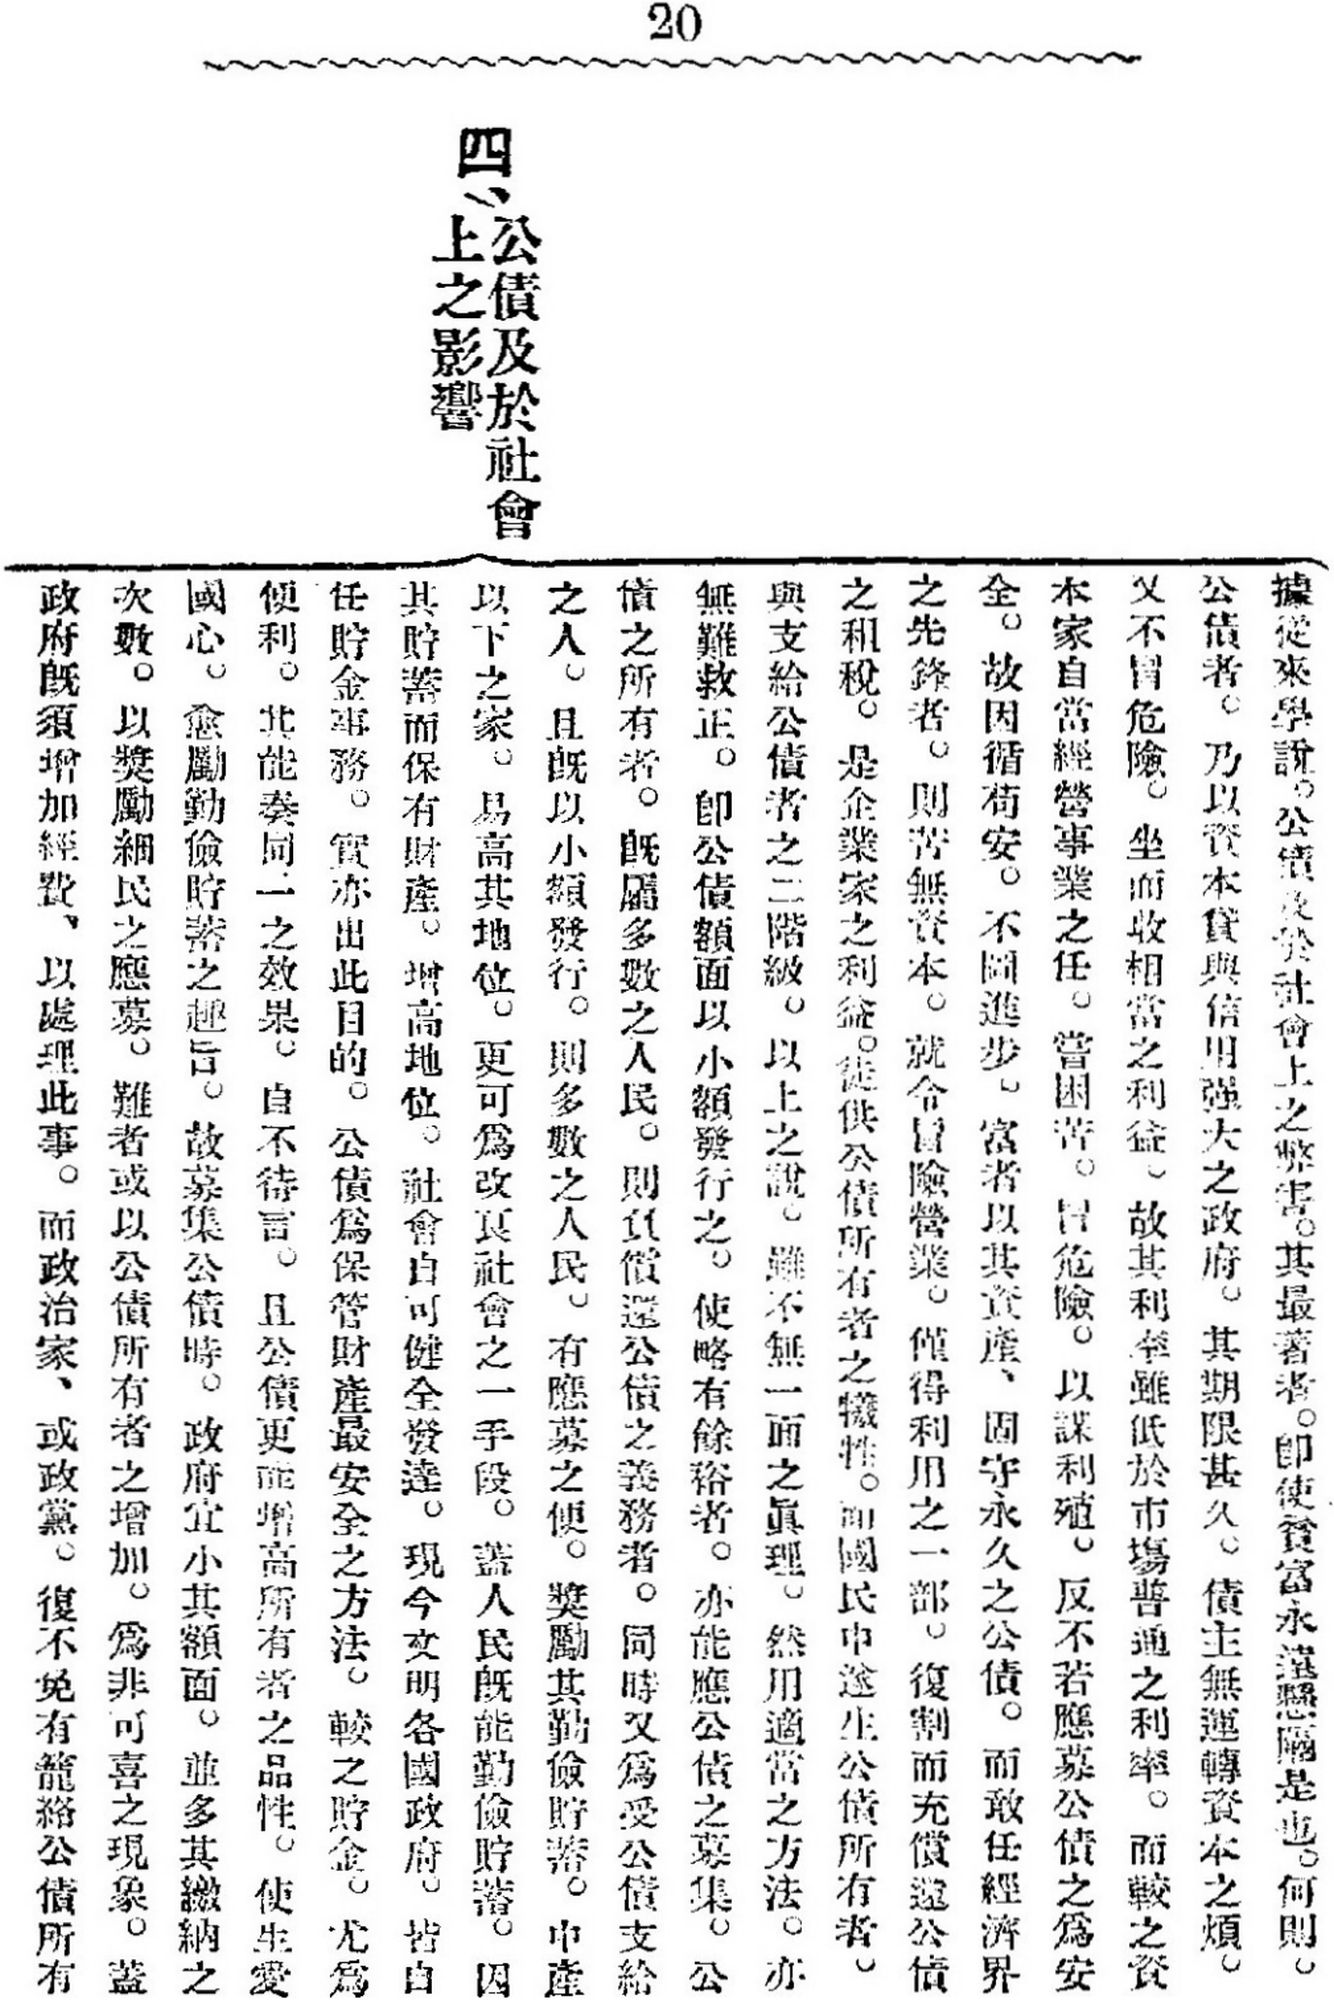 20
四、公債及於社會
上之影響
據從來學說。公債及於社會上之弊害。其最著者。卽使貧富永遠懸隔是也。何則。
公債者。乃以資本貸與信用强大之政府。其期限甚久。債主無運轉資本之煩。
又不冒危險。坐而收相當之利益。故其利率雖低於市塲普通之利率。而較之資
本家自當經營事業之任。嘗困苦。冒危險。以謀利殖。反不若應募公債之爲安
全。故因循苟安。不圖進步。富者以其資產、固守永久之公債。而敢任經濟界
之先鋒者。則苦無資本。就令冒險營業。僅得利用之一部。復割而充償還公債
之租稅。是企業家之利益。徒供公債所有者之犧牲。而國民中遂生公債所有者。
與支給公債者之二階級。以上之說。雖不無一面之眞理。然用適當之方法。亦
無難救正。卽公債額面以小額發行之。使略有餘裕者。亦能應公債之募集。公
債之所有者。旣屬多數之人民。則負償還公債之義務者。同時又爲受公債支給
之人。且旣以小額發行。則多數之人民。有應募之便。獎勵其勤儉貯蓄。中產
以下之家。易高其地位。更可爲改良社會之一手段。蓋人民旣能勤儉貯蓄。因
其貯蓄而保有財產。增高地位。社會自可健全發達。現今文明各國政府。皆自
任貯金事務。實亦出此目的。公債爲保管財產最安全之方法。較之貯金。尤爲
便利。其能奏同一之效果。自不待言。且公債更能增高所有者之品性。使生愛
國心。愈勵勤儉貯蓄之趣旨。故募集公債時。政府宜小其額面。並多其繳納之
次數。以獎勵細民之應募。難者或以公債所有者之增加。爲非可喜之現象。蓋
政府旣須增加經費、以處理此事。而政治家、或政黨。復不免有籠絡公債所有